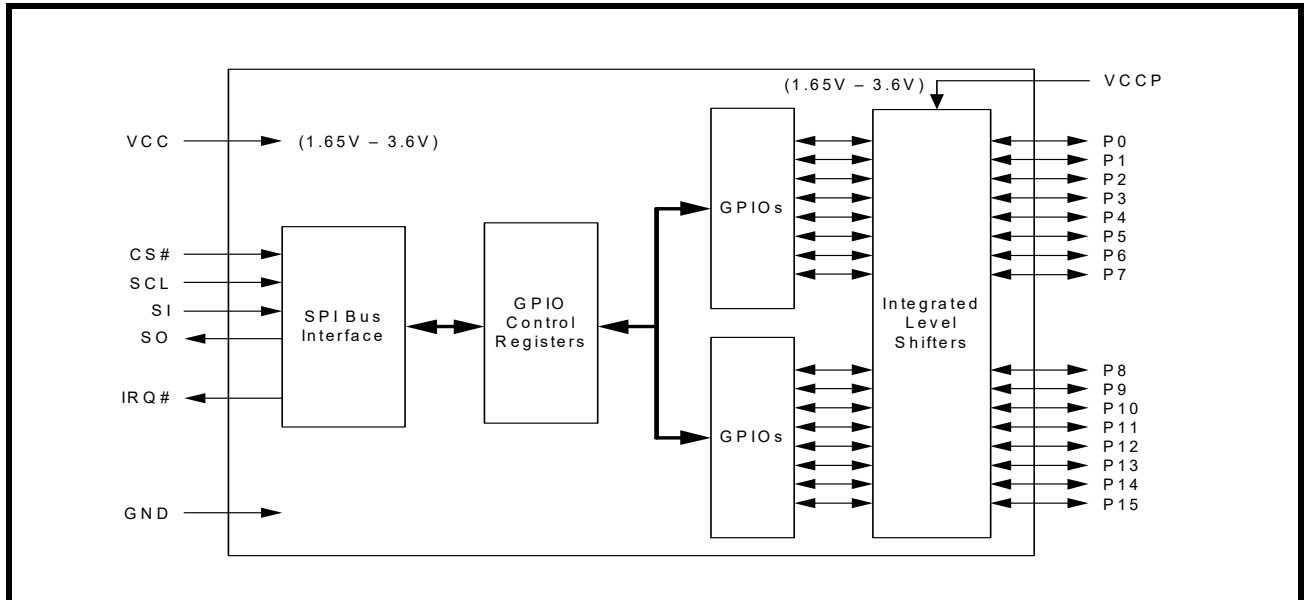 (1.65V – 3.6V)
VCCP
VCC
(1.65V – 3.6V)
CS#
SCL
SI
SO
IRQ#
GND
SPI Bus
Interface
GPIO
Control
Registers
GPIOs
GPIOs
Integrated
Level
Shifters
P0
P1
P2
P3
P4
P5
P6
P7
P8
P9
P10
P11
P12
P13
P14
P15